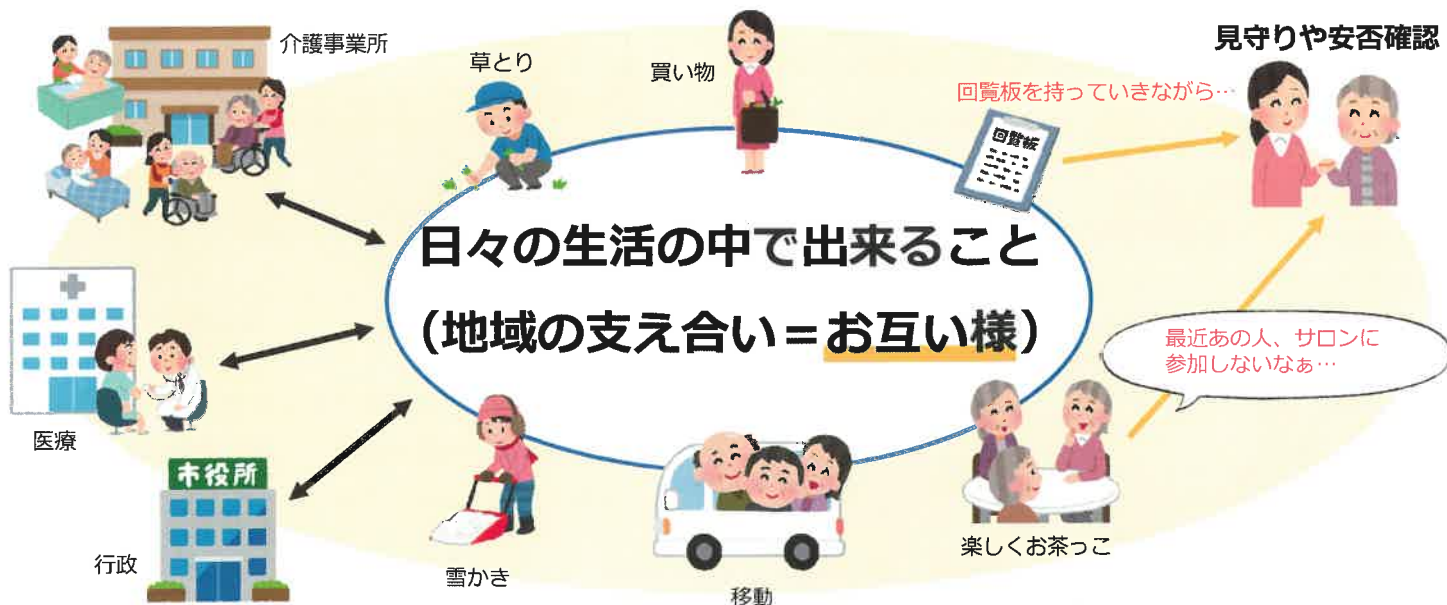 介護事業所
草とり
買い物
見守りや安否確認
回覧板を持っていきながら…
回覧板
日々の生活の中で出来ること
（地域の支え合い＝お互い様）
最近あの人、サロンに
参加しないなぁ…
医療
市役所
行政
雪かき
移動
楽しくお茶っこ